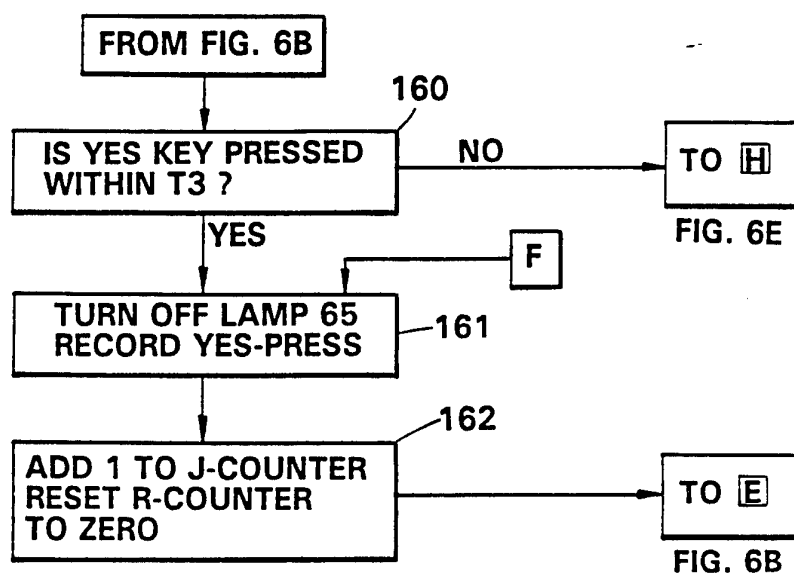 FROM FIG. 6B
160
IS YES KEY PRESSED
WITHIN T3 ?
NO
TO H
FIG. 6E
YES
F
TURN OFF LAMP 65
RECORD YES-PRESS
161
162
ADD 1 TO J-COUNTER
RESET R-COUNTER
TO ZERO
TO E
FIG. 6B